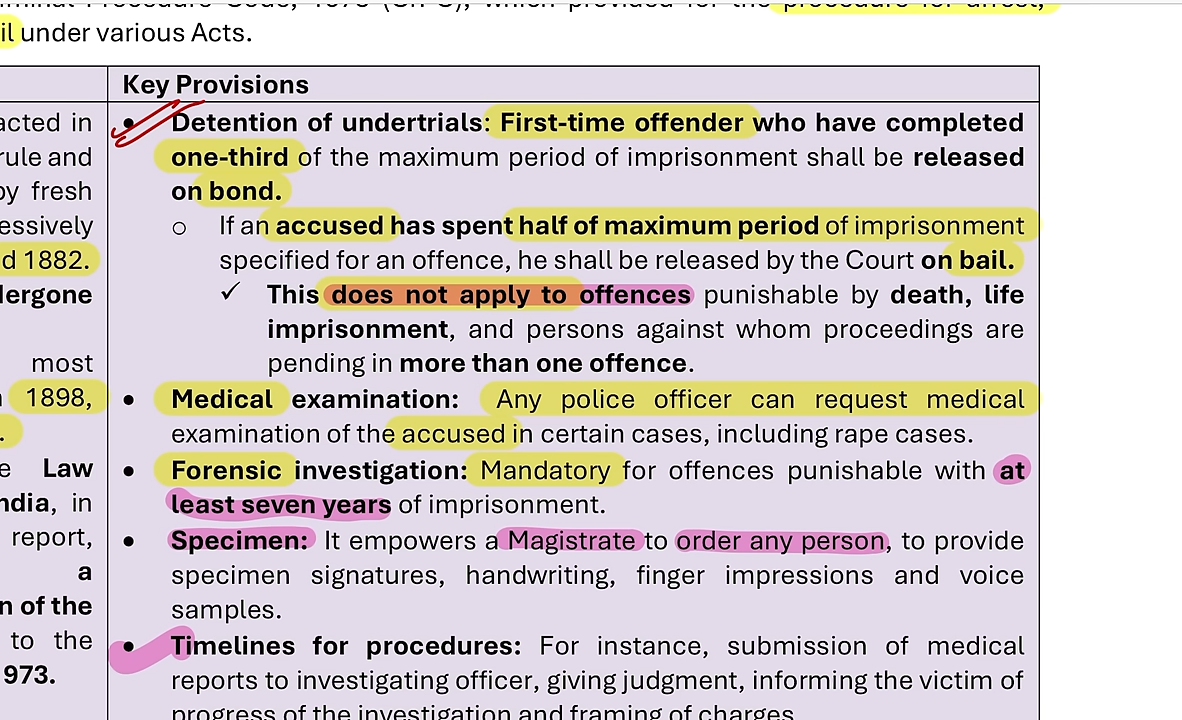 il under various Acts.
Key Provisions
acted in
rule and
by fresh
essively
d 1882.
dergone
most
1898,
e Law
ndia, in
report,
a
n of the
to the
973.
• Detention of undertrials: First-time offender who have completed
one-third of the maximum period of imprisonment shall be released
on bond.
o If an accused has spent half of maximum period of imprisonment
specified for an offence, he shall be released by the Court on bail.
✓ This does not apply to offences punishable by death, life
imprisonment, and persons against whom proceedings are
pending in more than one offence.
• Medical examination: Any police officer can request medical
examination of the accused in certain cases, including rape cases.
• Forensic investigation: Mandatory for offences punishable with at
least seven years of imprisonment.
• Specimen: It empowers a Magistrate to order any person, to provide
specimen signatures, handwriting, finger impressions and voice
samples.
• Timelines for procedures: For instance, submission of medical
reports to investigating officer, giving judgment, informing the victim of
progress of the investigation and framing of charges.